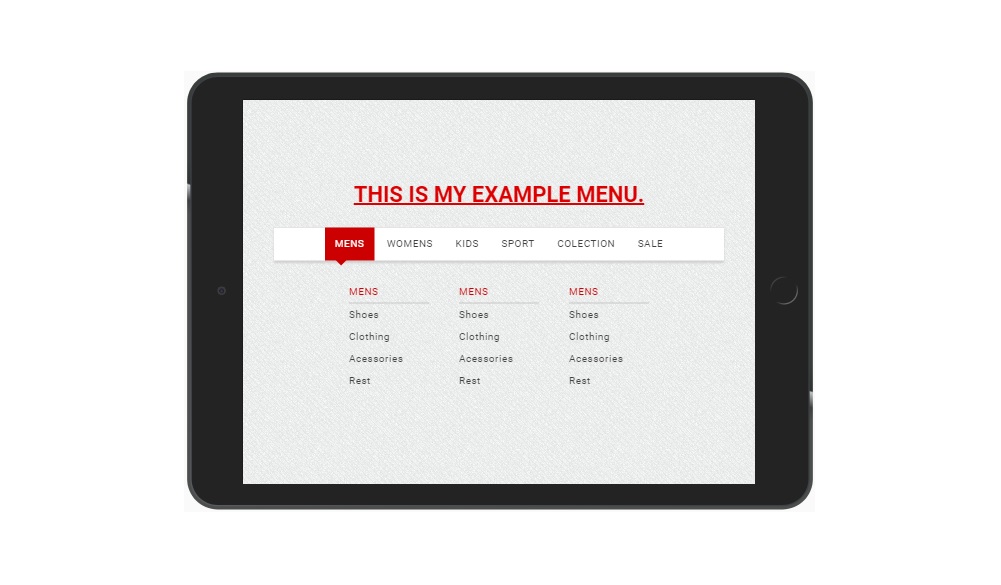 THIS IS MY EXAMPLE MENU.
MENS WOMENS KIDS SPORT COLECTION SALE
MENS MENS MENS
Shoes Shoes Shoes
Clothing Clothing Clothing
Acessories Acessories Acessories
Rest Rest Rest